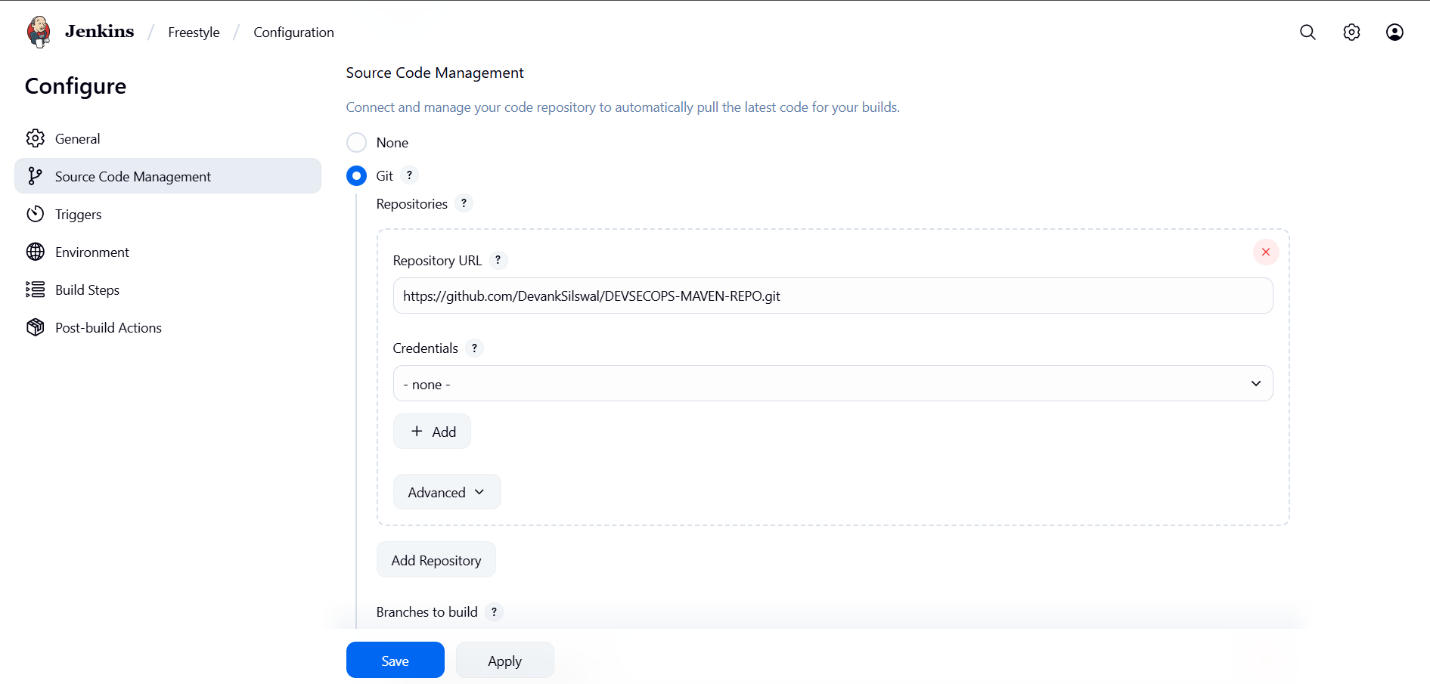 Jenkins / Freestyle / Configuration
Configure
General
Source Code Management
Triggers
Environment
Build Steps
Post-build Actions
Source Code Management
Connect and manage your code repository to automatically pull the latest code for your builds.
None
Git ?
Repositories ?
Repository URL ?
https://github.com/DevankSilswal/DEVSECOPS-MAVEN-REPO.git
Credentials ?
- none -
+ Add
Advanced
Add Repository
Branches to build ?
Save Apply